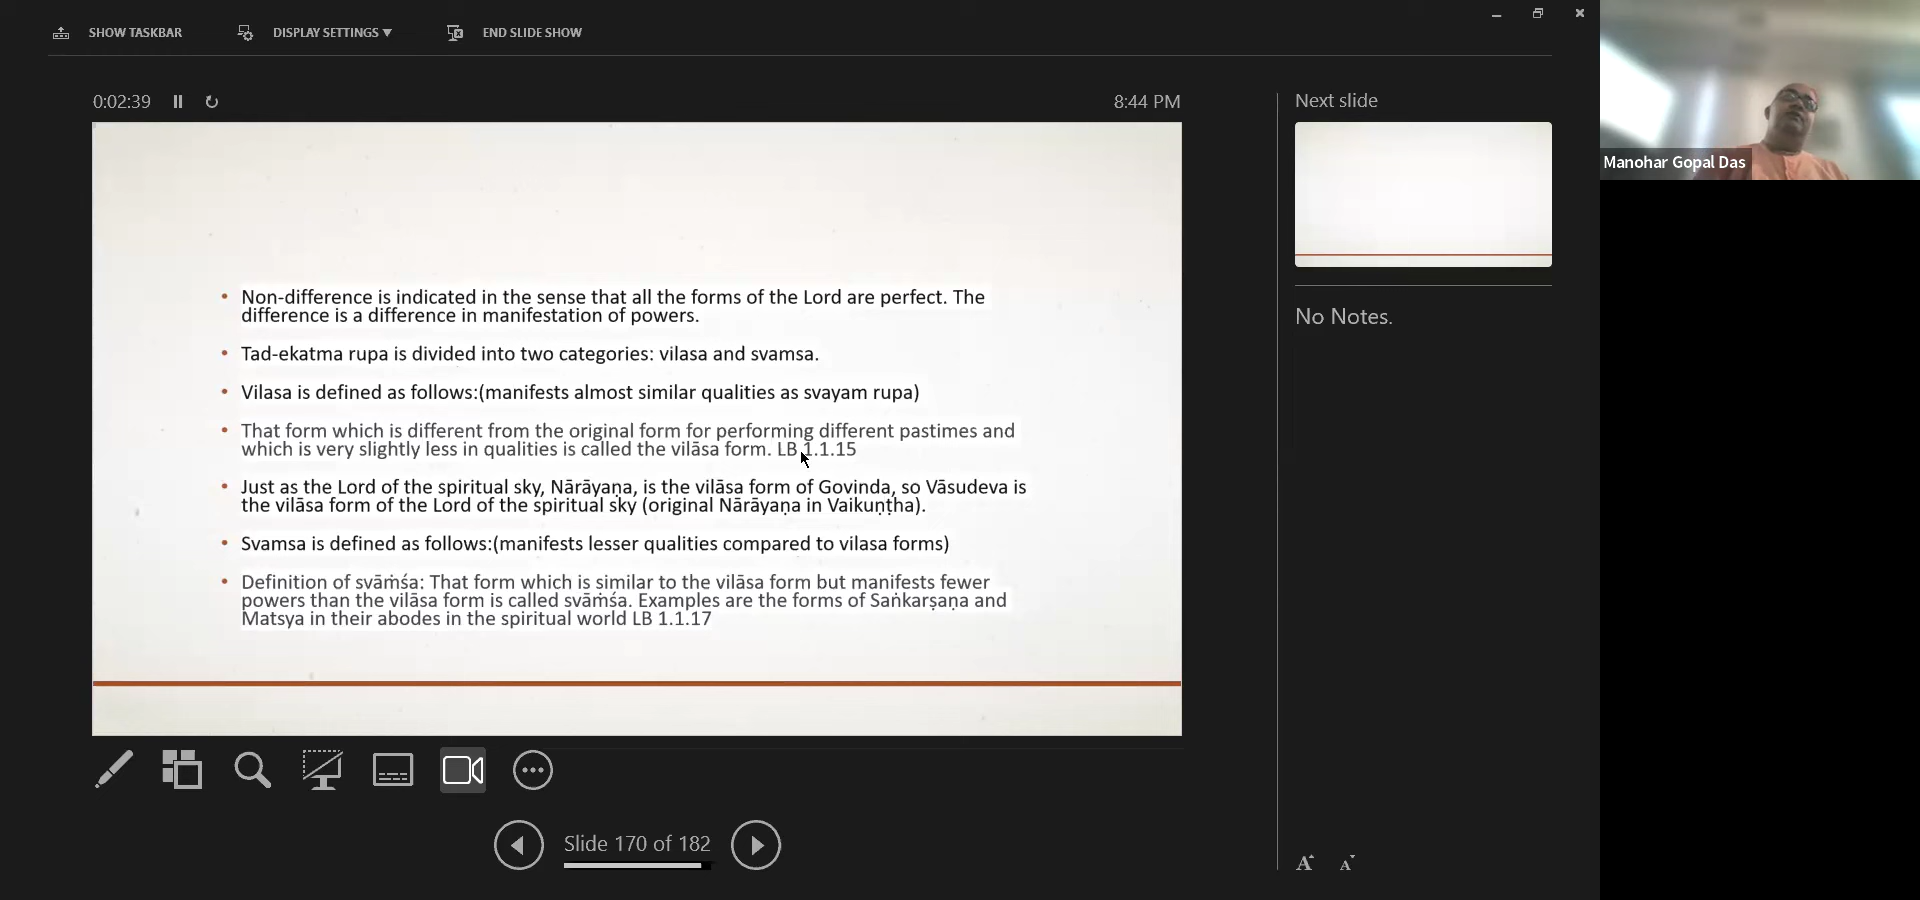 SHOW TASKBAR
DISPLAY SETTINGS ▼
END SLIDE SHOW
0:02:39
8:44 PM
Next slide
Manohar Gopal Das
• Non-difference is indicated in the sense that all the forms of the Lord are perfect. The
difference is a difference in manifestation of powers.
• Tad-ekatma rupa is divided into two categories: vilasa and svamsa.
• Vilasa is defined as follows:(manifests almost similar qualities as svayam rupa)
• That form which is different from the original form for performing different pastimes and
which is very slightly less in qualities is called the vilāsa form. LB 1.1.15
• Just as the Lord of the spiritual sky, Nārāyaṇa, is the vilāsa form of Govinda, so Vāsudeva is
the vilāsa form of the Lord of the spiritual sky (original Nārāyaṇa in Vaikuṇṭha).
• Svamsa is defined as follows:(manifests lesser qualities compared to vilasa forms)
• Definition of svāṁśa: That form which is similar to the vilāsa form but manifests fewer
powers than the vilāsa form is called svāṁśa. Examples are the forms of Saṅkarṣaṇa and
Matsya in their abodes in the spiritual world LB 1.1.17
No Notes.
Slide 170 of 182
A A